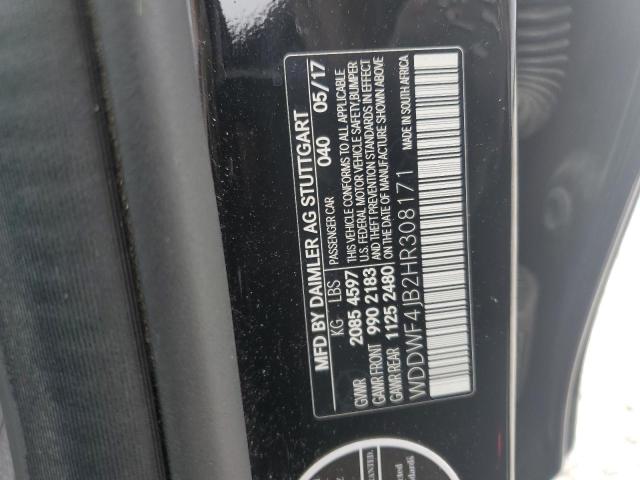 MFD BY DAIMLER AG STUTTGART
040 05/17
KG LBS PASSENGER CAR
GVWR 2085 4597 THIS VEHICLE CONFORMS TO ALL APPLICABLE
U.S. FEDERAL MOTOR VEHICLE SAFETY,BUMPER
GAWR FRONT 990 2183 AND THEFT PREVENTION STANDARDS IN EFFECT
GAWR REAR 1125 2480 ON THE DATE OF MANUFACTURE SHOWN ABOVE
MADE IN SOUTH AFRICA
WDDWF4JB2HR308171